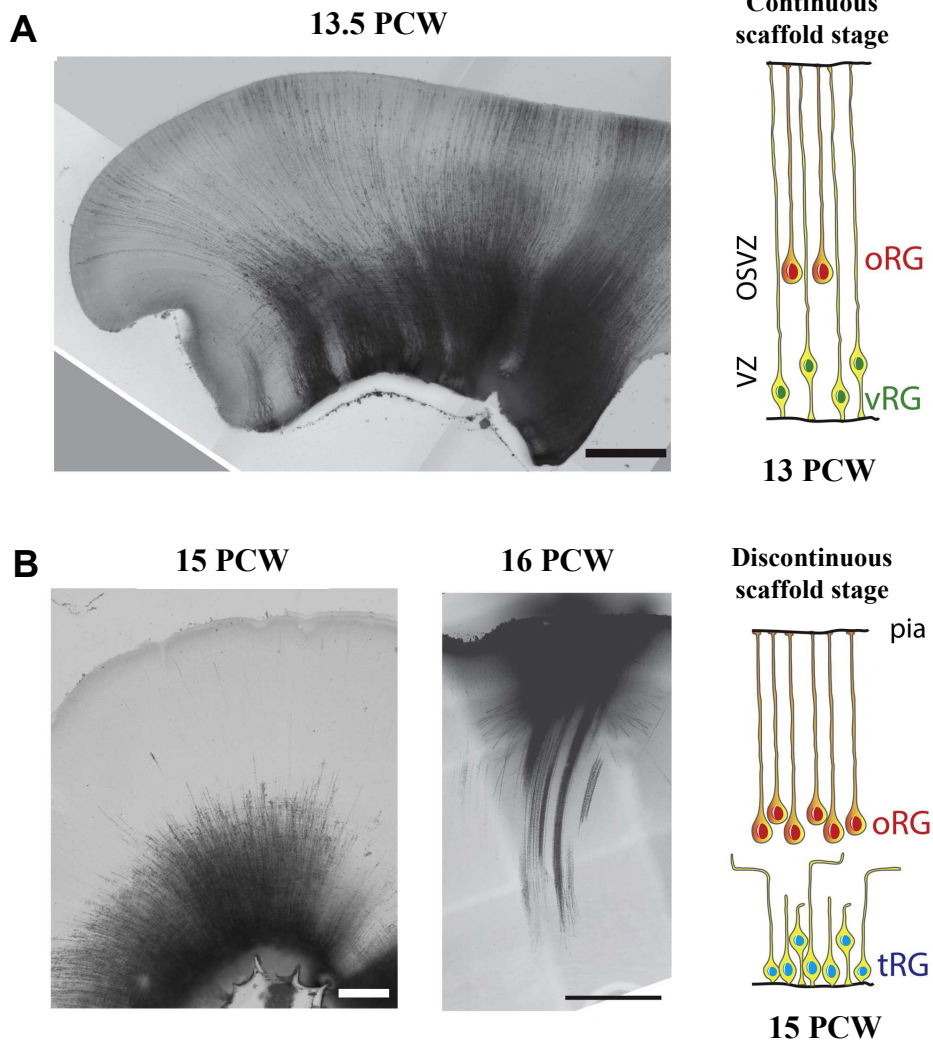 A
13.5 PCW
Continuous
scaffold stage
OSVZ
oRG
VZ
vRG
13 PCW
B
15 PCW
16 PCW
Discontinuous
scaffold stage
pia
oRG
tRG
15 PCW